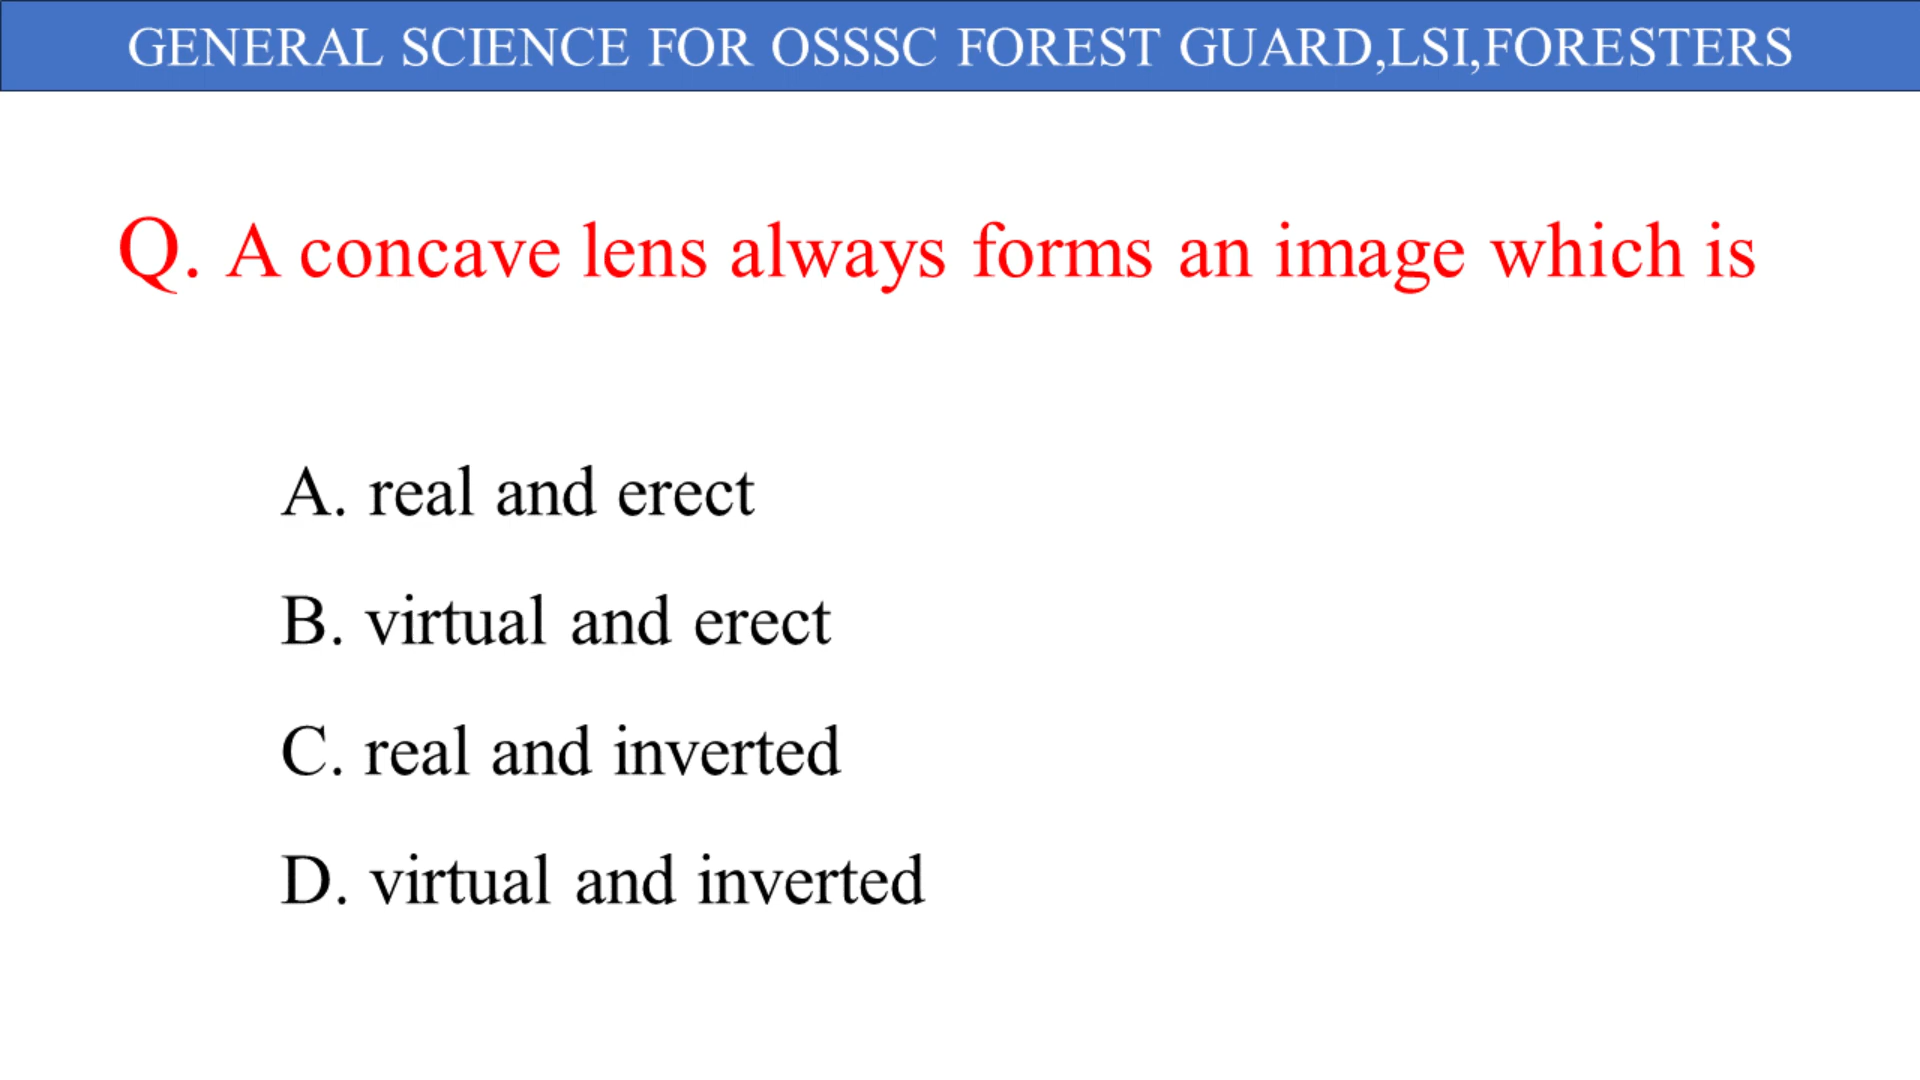 GENERAL SCIENCE FOR OSSSC FOREST GUARD,LSI,FORESTERS
Q. A concave lens always forms an image which is
A. real and erect
B. virtual and erect
C. real and inverted
D. virtual and inverted